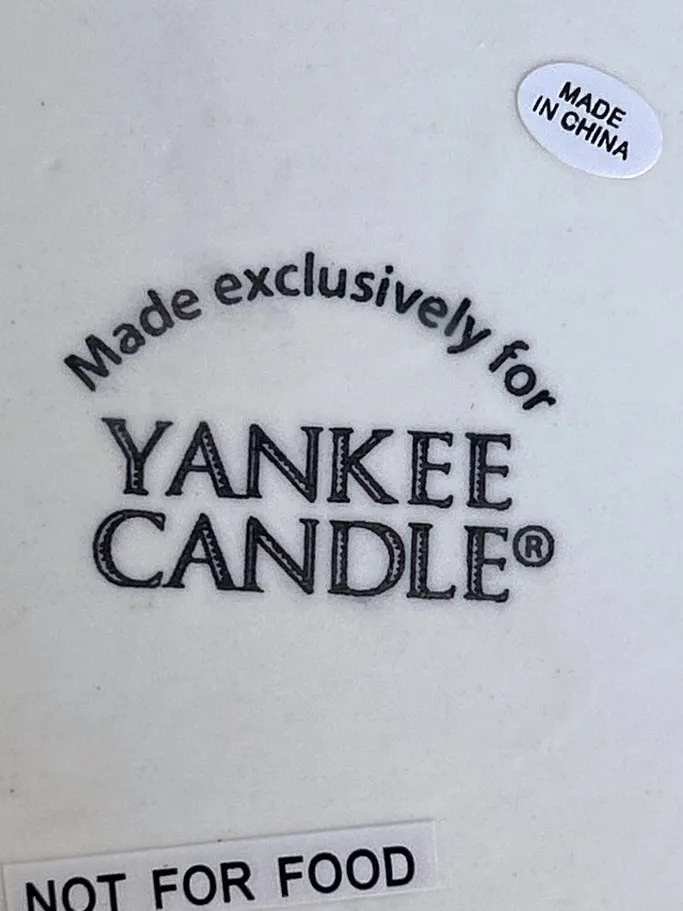 MADE
IN CHINA
Made exclusively for
YANKEE
CANDLE®
NOT FOR FOOD